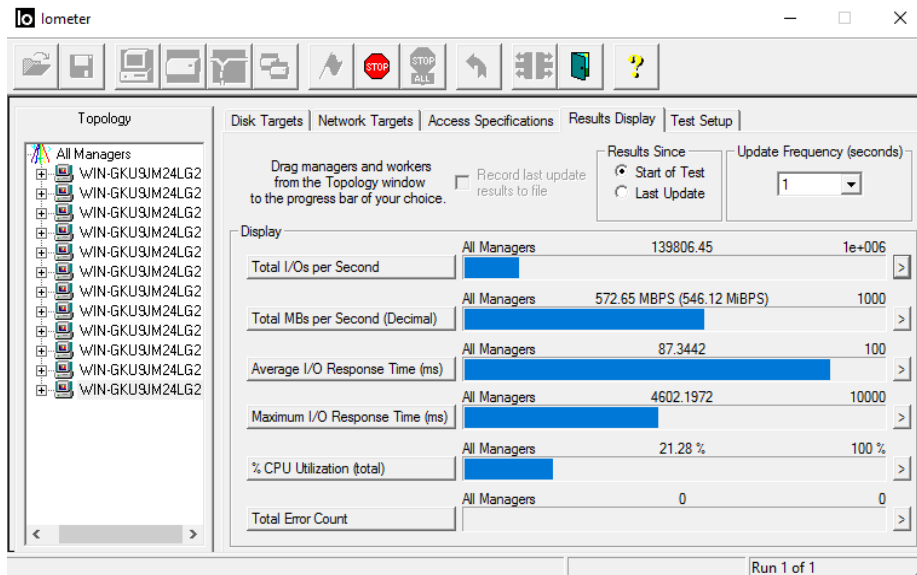 Iometer
STOP
STOP
ALL
Topology
All Managers
WIN-GKU9JM24LG2
WIN-GKU9JM24LG2
WIN-GKU9JM24LG2
WIN-GKU9JM24LG2
WIN-GKU9JM24LG2
WIN-GKU9JM24LG2
WIN-GKU9JM24LG2
WIN-GKU9JM24LG2
WIN-GKU9JM24LG2
WIN-GKU9JM24LG2
WIN-GKU9JM24LG2
WIN-GKU9JM24LG2
Disk Targets Network Targets Access Specifications Results Display Test Setup
Drag managers and workers
from the Topology window
to the progress bar of your choice.
Record last update
results to file
Results Since
Start of Test
Last Update
Update Frequency (seconds)
1
Display
All Managers 139806.45 1e+006
Total I/Os per Second >
All Managers 572.65 MBPS (546.12 MiBPS) 1000
Total MBs per Second (Decimal) >
All Managers 87.3442 100
Average I/O Response Time (ms) >
All Managers 4602.1972 10000
Maximum I/O Response Time (ms) >
All Managers 21.28 % 100 %
% CPU Utilization (total) >
All Managers 0 0
Total Error Count >
Run 1 of 1